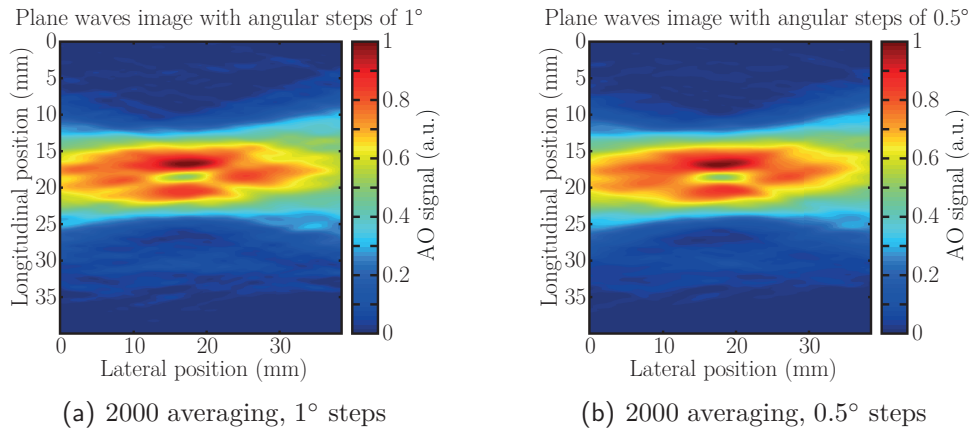 Plane waves image with angular steps of 1°
0
5
10
15
20
25
30
35
Longitudinal position (mm)
0 10 20 30
Lateral position (mm)
1
0.8
0.6
0.4
0.2
0
AO signal (a.u.)
(a) 2000 averaging, 1° steps
Plane waves image with angular steps of 0.5°
0
5
10
15
20
25
30
35
Longitudinal position (mm)
0 10 20 30
Lateral position (mm)
1
0.8
0.6
0.4
0.2
0
AO signal (a.u.)
(b) 2000 averaging, 0.5° steps